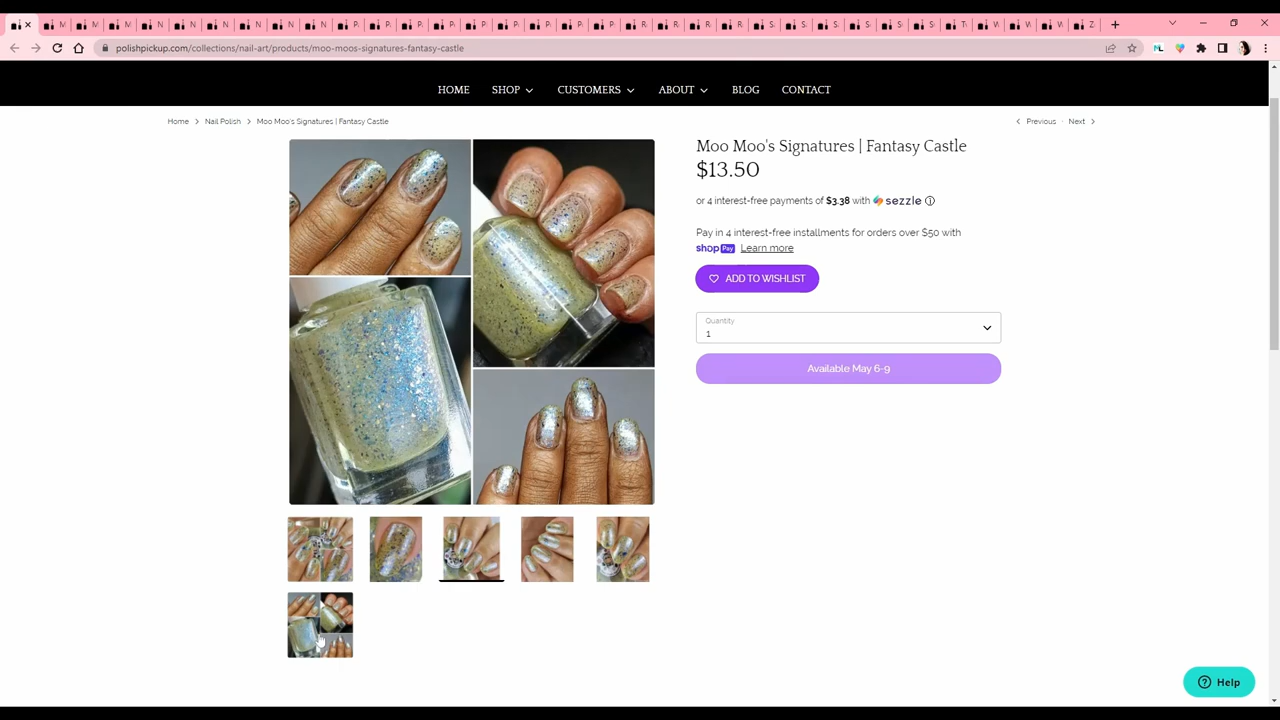 M
M
M
N
N
N
N
M
Fa
P
P
P
P
P
P
P
P
R
R
R
R
S
S
S
S
S
T
W
W
W
Z
polishpickup.com/collections/nail-art/products/moo-moos-signatures-fantasy-castle
HOME SHOP CUSTOMERS ABOUT BLOG CONTACT
Home > Nail Polish > Moo Moo's Signatures | Fantasy Castle
< Previous · Next >
Moo Moo's Signatures | Fantasy Castle
$13.50
or 4 interest-free payments of $3.38 with sezzle
Pay in 4 interest-free installments for orders over $50 with
shop Pay Learn more
ADD TO WISHLIST
Quantity
1
Available May 6-9
Help